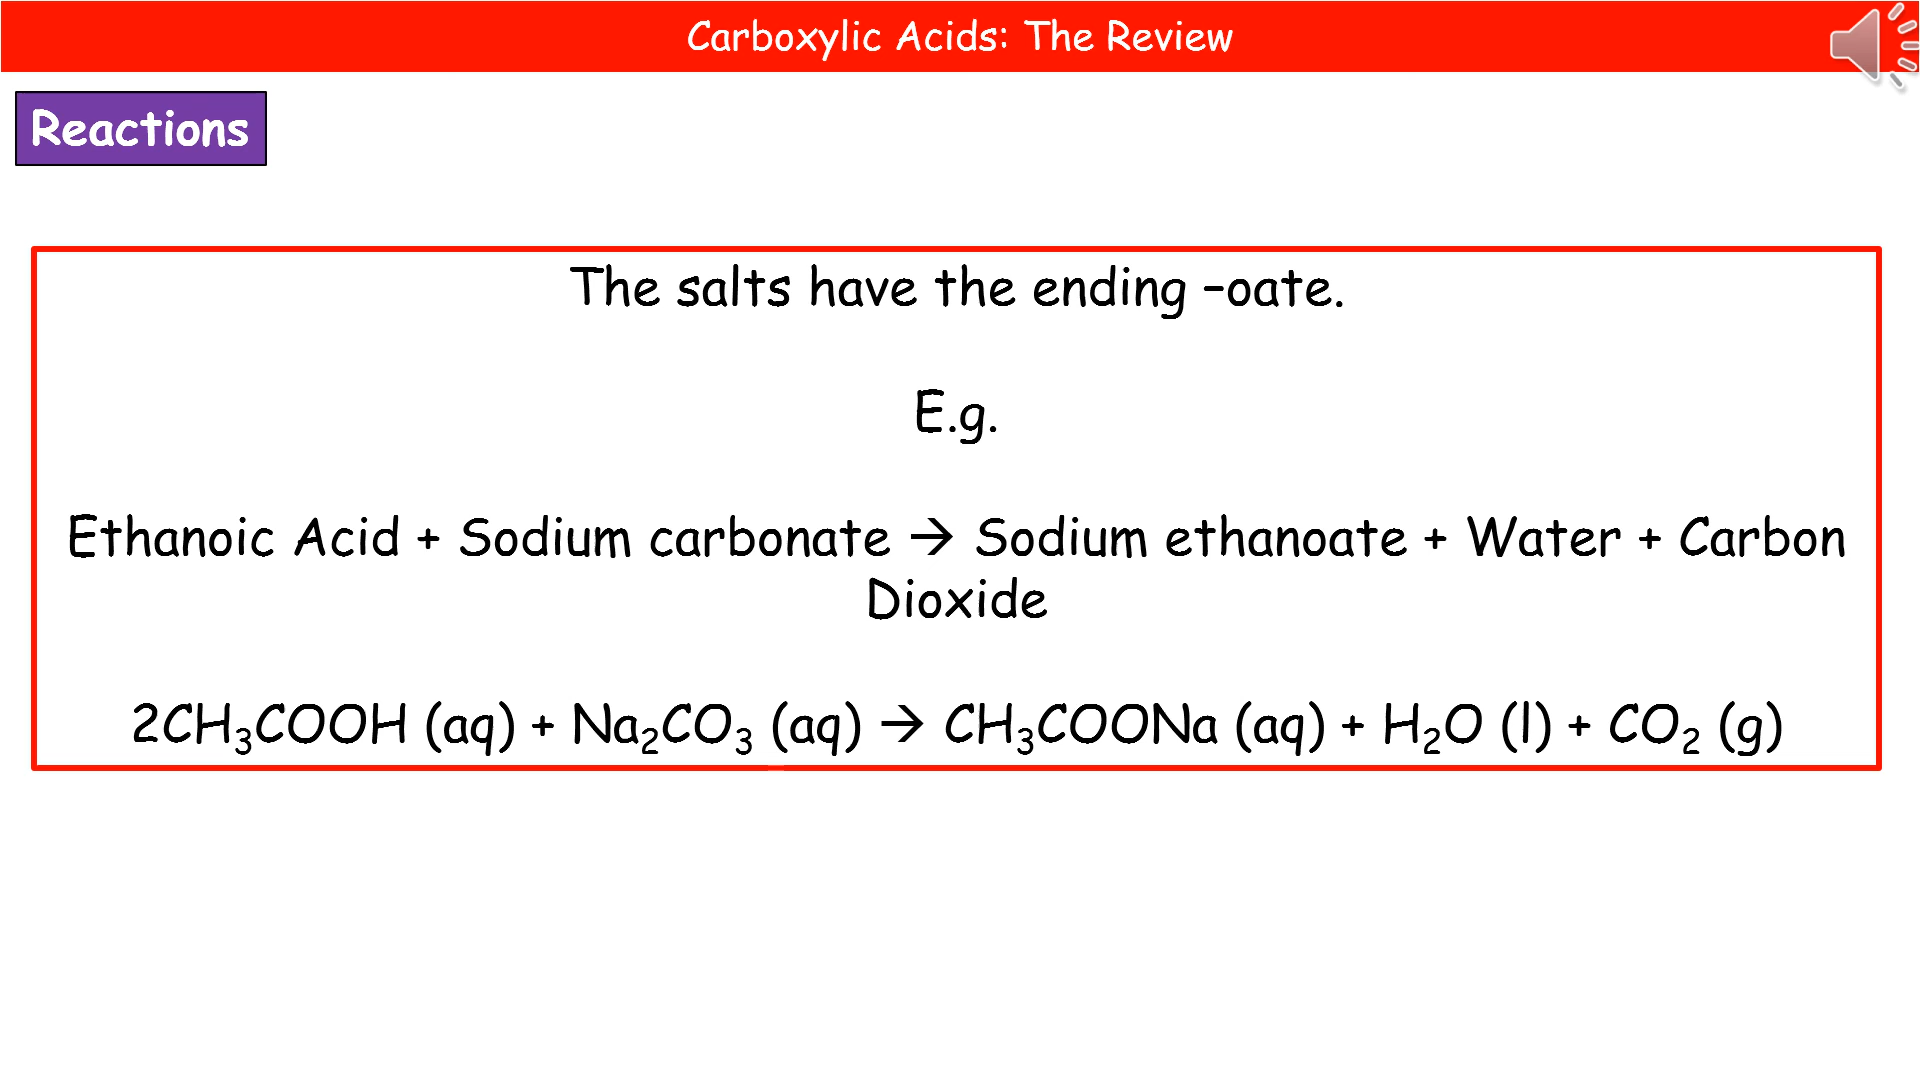 Carboxylic Acids: The Review
Reactions
The salts have the ending –oate.
E.g.
Ethanoic Acid + Sodium carbonate → Sodium ethanoate + Water + Carbon
Dioxide
2CH₃COOH (aq) + Na₂CO₃ (aq) → CH₃COONa (aq) + H₂O (l) + CO₂ (g)